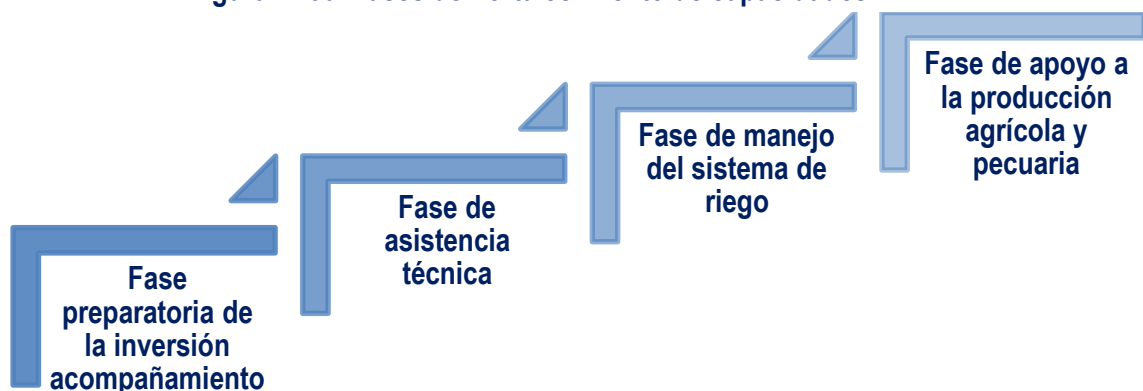 Fase
preparatoria de
la inversión
acompañamiento
Fase de
asistencia
técnica
Fase de manejo
del sistema de
riego
Fase de apoyo a
la producción
agrícola y
pecuaria